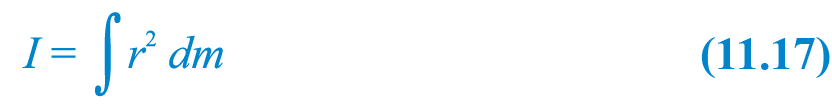 I = ∫ r² dm (11.17)